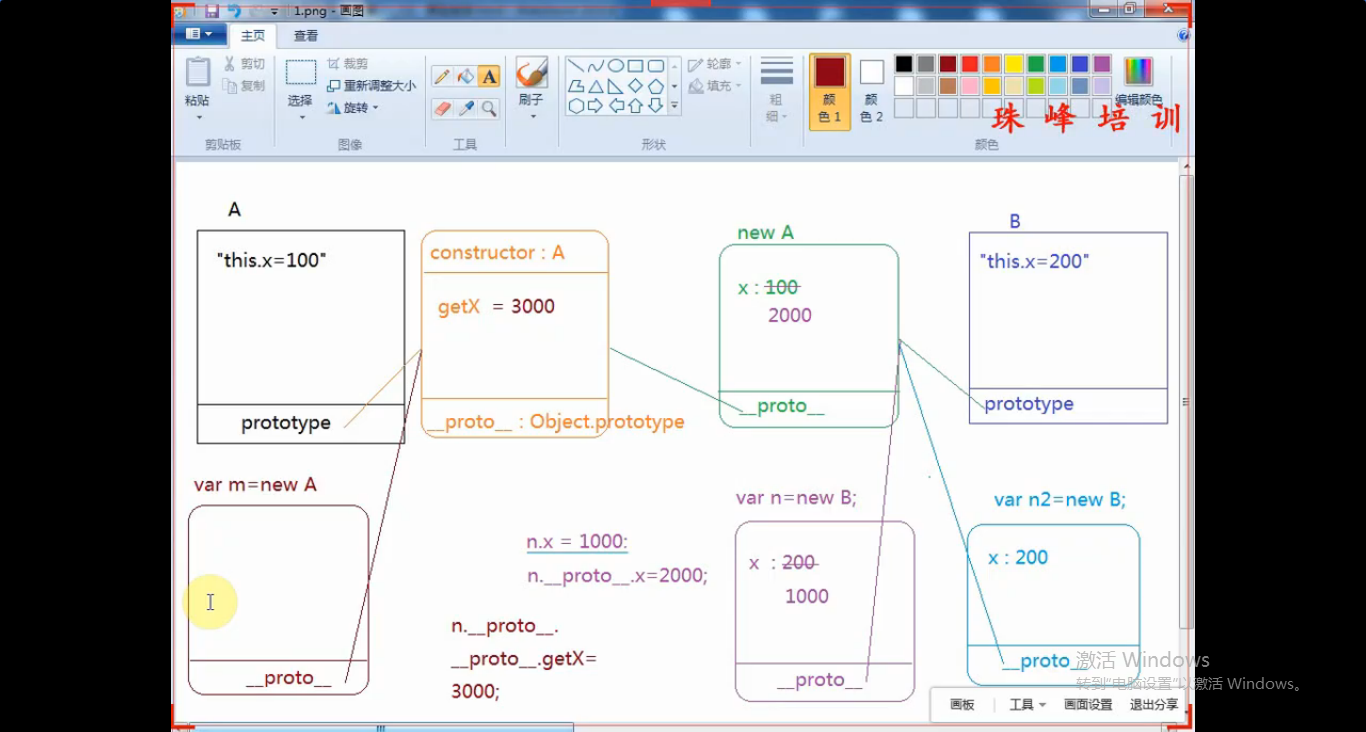 1.png - 画图
主页 查看
粘贴
剪切
复制
剪贴板
选择
裁剪
重新调整大小
旋转
图像
A
工具
刷子
轮廓
填充
形状
粗
细
颜
色 1
颜
色 2
编辑颜色
颜色
珠峰培训
A
"this.x=100"
prototype
constructor : A
getX = 3000
__proto__ : Object.prototype
new A
x : 100
2000
__proto__
B
"this.x=200"
prototype
var m=new A
__proto__
n.x = 1000:
n.__proto__.x=2000;
n.__proto__.
__proto__.getX=
3000;
var n=new B;
x : 200
1000
__proto__
var n2=new B;
x : 200
__proto__
激活 Windows
转到"电脑设置"以激活 Windows。
画板 工具 画面设置 退出分享